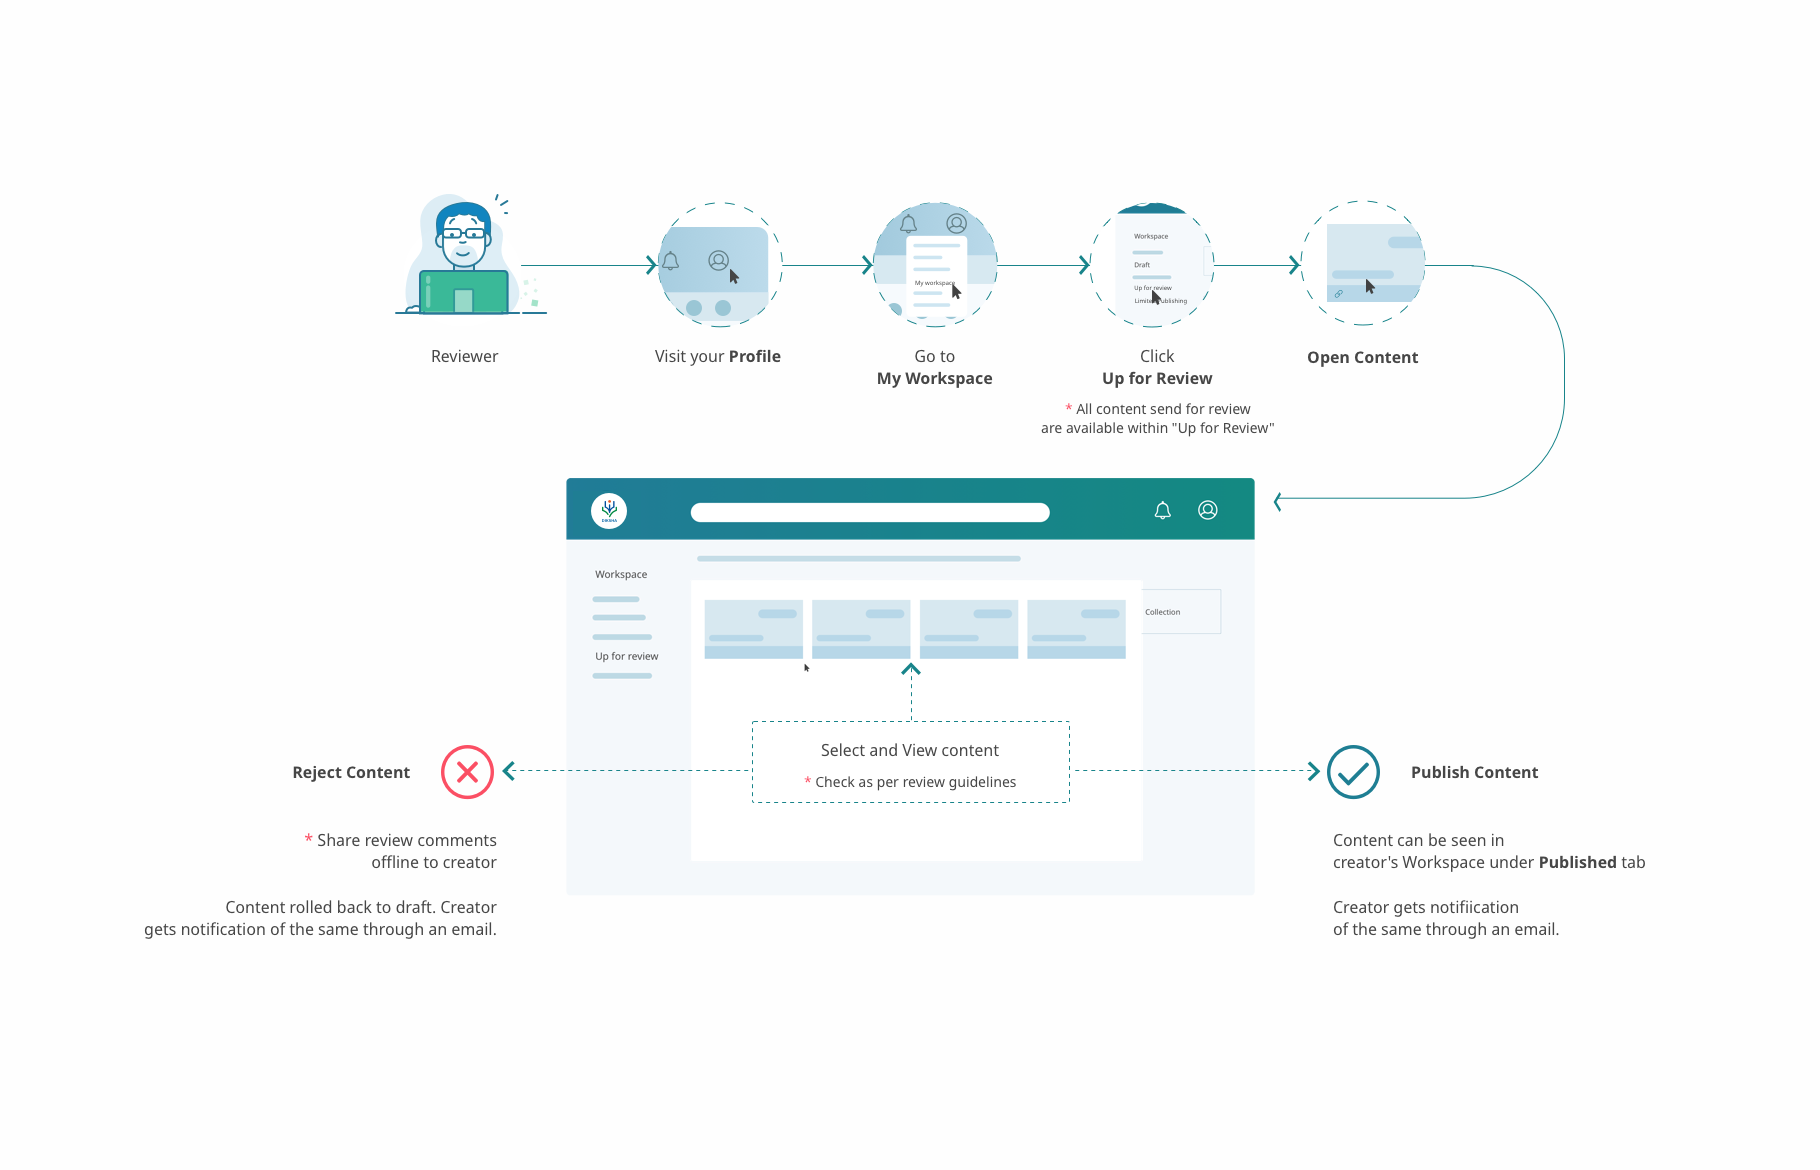 Workspace
Draft
My workspace
Up for review
Reviewer
Visit your Profile
Go to
My Workspace
Click
Up for Review
* All content send for review
are available within "Up for Review"
Open Content
DIKSHA
Workspace
Up for review
Collection
Select and View content
* Check as per review guidelines
Reject Content
* Share review comments
offline to creator
Content rolled back to draft. Creator
gets notification of the same through an email.
Publish Content
Content can be seen in
creator's Workspace under Published tab
Creator gets notifiication
of the same through an email.